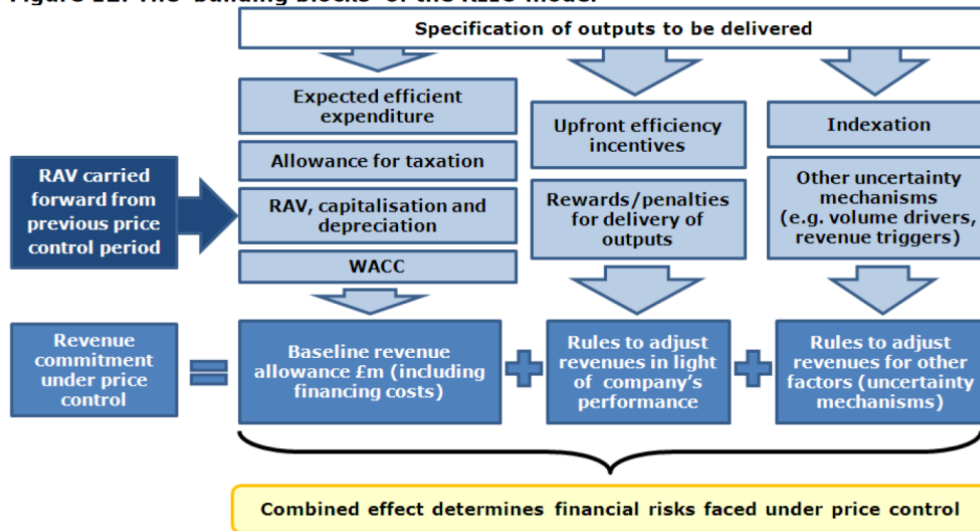 Specification of outputs to be delivered
Expected efficient
expenditure
Allowance for taxation
RAV, capitalisation and
depreciation
WACC
Upfront efficiency
incentives
Rewards/penalties
for delivery of
outputs
Indexation
Other uncertainty
mechanisms
(e.g. volume drivers,
revenue triggers)
RAV carried
forward from
previous price
control period
Revenue
commitment
under price
control
=
Baseline revenue
allowance £m (including
financing costs)
+
Rules to adjust
revenues in light
of company's
performance
+
Rules to adjust
revenues for other
factors (uncertainty
mechanisms)
Combined effect determines financial risks faced under price control